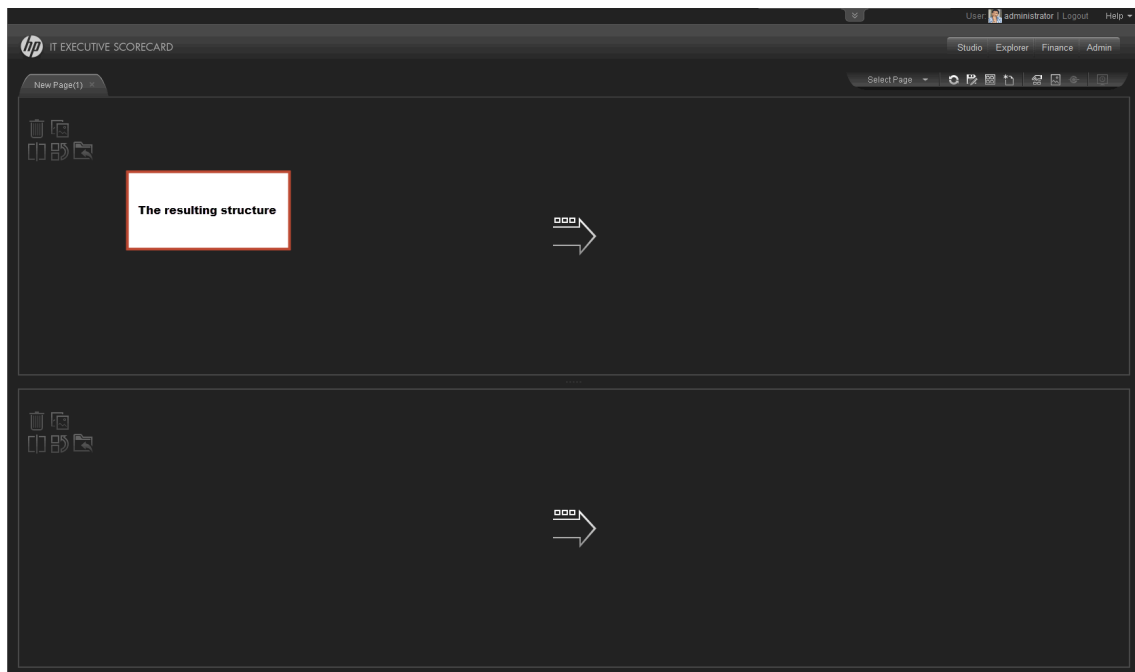 User: administrator | Logout Help
hp IT EXECUTIVE SCORECARD
Studio Explorer Finance Admin
New Page(1)
Select Page
The resulting structure